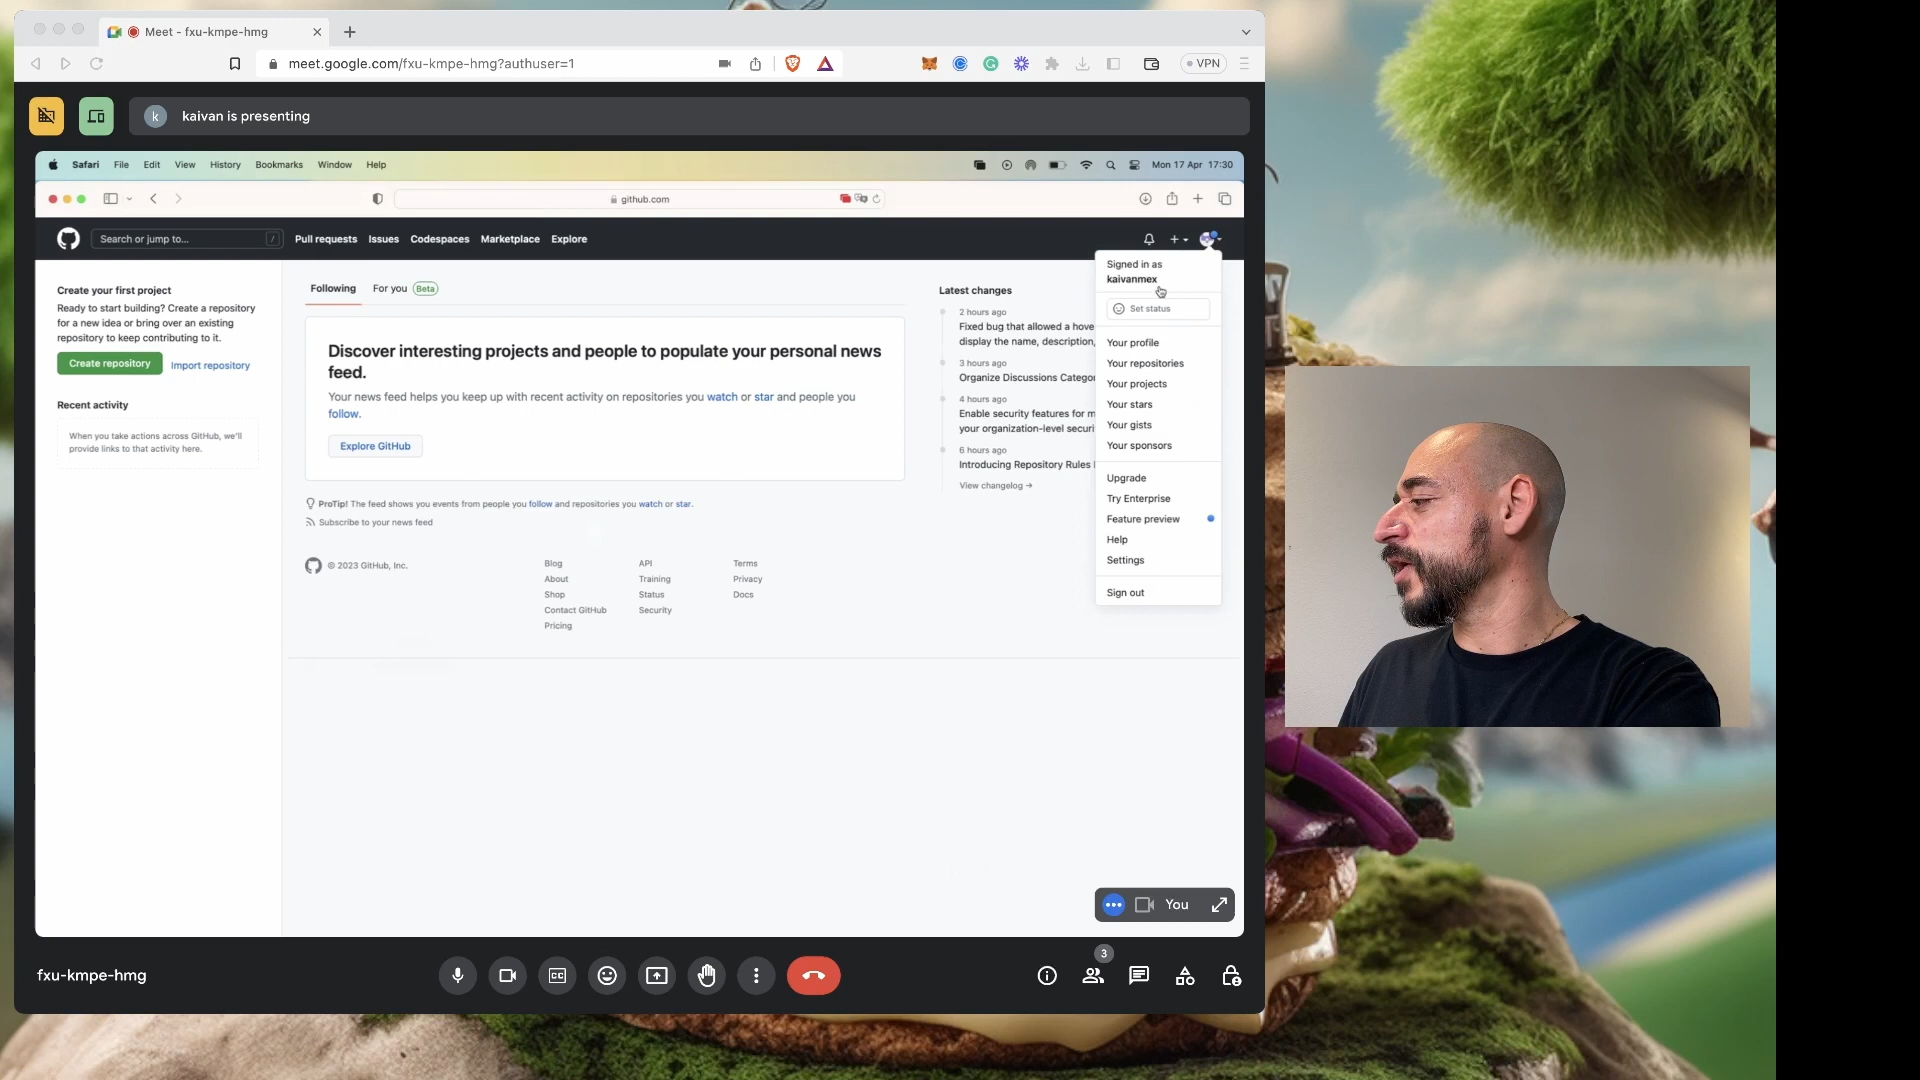 Meet - fxu-kmpe-hmg
meet.google.com/fxu-kmpe-hmg?authuser=1
VPN
k
kaivan is presenting
Safari File Edit View History Bookmarks Window Help
Mon 17 Apr 17:30
github.com
Search or jump to... /
Pull requests Issues Codespaces Marketplace Explore
Create your first project
Ready to start building? Create a repository
for a new idea or bring over an existing
repository to keep contributing to it.
Create repository Import repository
Recent activity
When you take actions across GitHub, we'll
provide links to that activity here.
Following For you Beta
Discover interesting projects and people to populate your personal news
feed.
Your news feed helps you keep up with recent activity on repositories you watch or star and people you
follow.
Explore GitHub
ProTip! The feed shows you events from people you follow and repositories you watch or star.
Subscribe to your news feed
© 2023 GitHub, Inc.
Blog
About
Shop
Contact GitHub
Pricing
API
Training
Status
Security
Terms
Privacy
Docs
Latest changes
2 hours ago
Fixed bug that allowed a hove
display the name, description,
3 hours ago
Organize Discussions Catego
4 hours ago
Enable security features for m
your organization-level securi
6 hours ago
Introducing Repository Rules
View changelog →
Signed in as
kaivanmex
Set status
Your profile
Your repositories
Your projects
Your stars
Your gists
Your sponsors
Upgrade
Try Enterprise
Feature preview
Help
Settings
Sign out
You
fxu-kmpe-hmg
CC
3